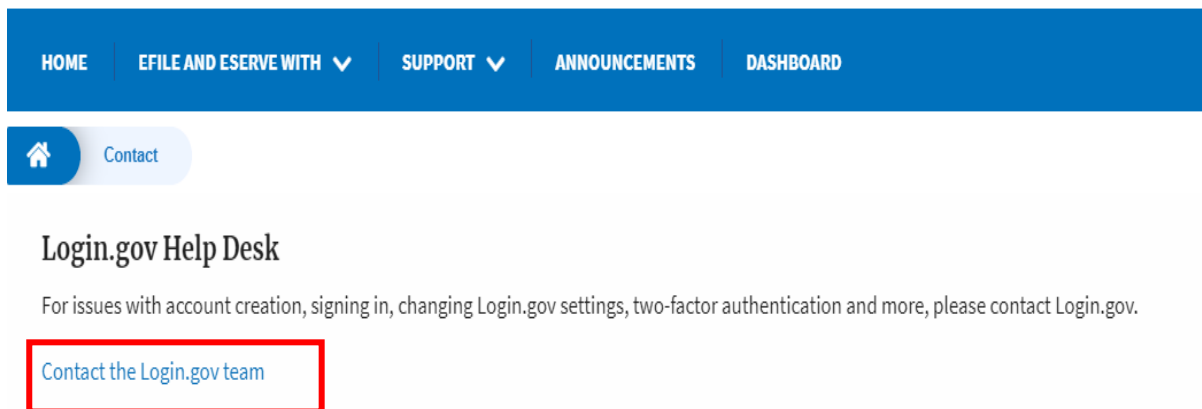 HOME EFILE AND ESERVE WITH SUPPORT ANNOUNCEMENTS DASHBOARD
Contact
Login.gov Help Desk
For issues with account creation, signing in, changing Login.gov settings, two-factor authentication and more, please contact Login.gov.
Contact the Login.gov team